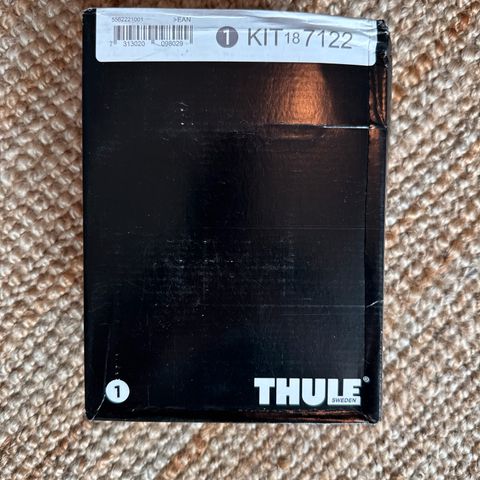 5562221001 >EAN
7 313020 098029
1 KIT 18 7122
1
THULE®
SWEDEN